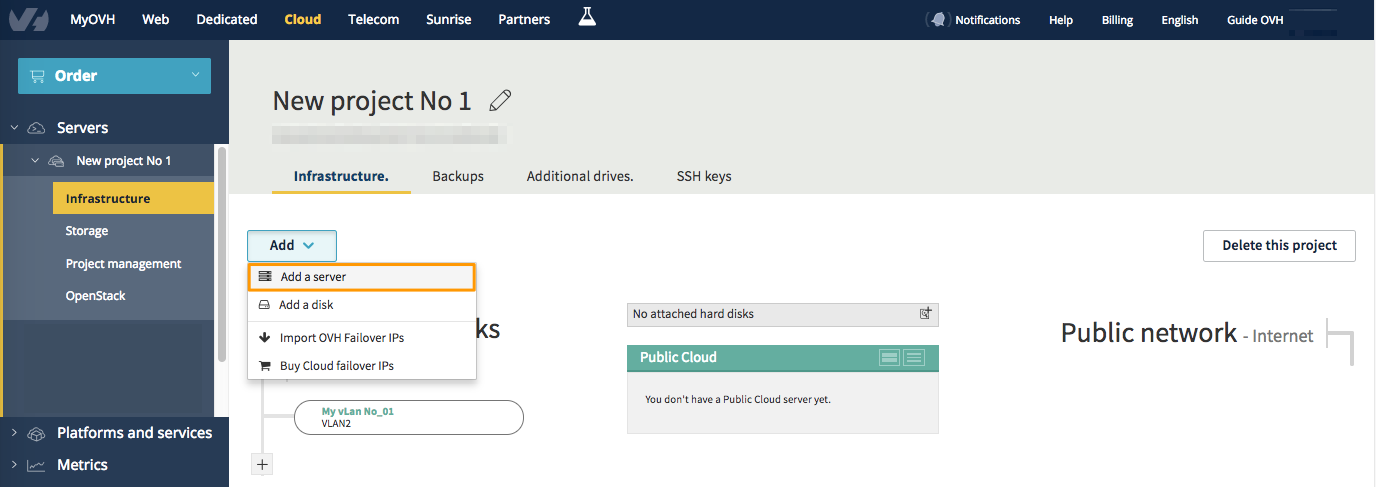 MyOVH Web Dedicated Cloud Telecom Sunrise Partners Notifications Help Billing English Guide OVH
Order
Servers
New project No 1
Infrastructure
Storage
Project management
OpenStack
Platforms and services
Metrics
New project No 1
Infrastructure. Backups Additional drives. SSH keys
Add
Delete this project
Add a server
Add a disk
Import OVH Failover IPs
Buy Cloud failover IPs
ks
My vLan No_01
VLAN2
+
No attached hard disks
Public Cloud
You don't have a Public Cloud server yet.
Public network - Internet